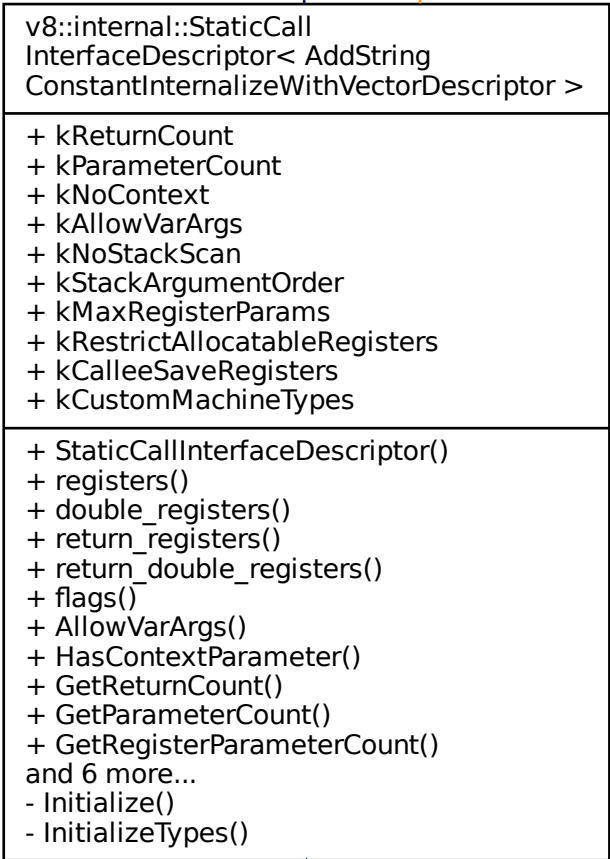 v8::internal::StaticCall
InterfaceDescriptor< AddString
ConstantInternalizeWithVectorDescriptor >
+ kReturnCount
+ kParameterCount
+ kNoContext
+ kAllowVarArgs
+ kNoStackScan
+ kStackArgumentOrder
+ kMaxRegisterParams
+ kRestrictAllocatableRegisters
+ kCalleeSaveRegisters
+ kCustomMachineTypes
+ StaticCallInterfaceDescriptor()
+ registers()
+ double_registers()
+ return_registers()
+ return_double_registers()
+ flags()
+ AllowVarArgs()
+ HasContextParameter()
+ GetReturnCount()
+ GetParameterCount()
+ GetRegisterParameterCount()
and 6 more...
- Initialize()
- InitializeTypes()